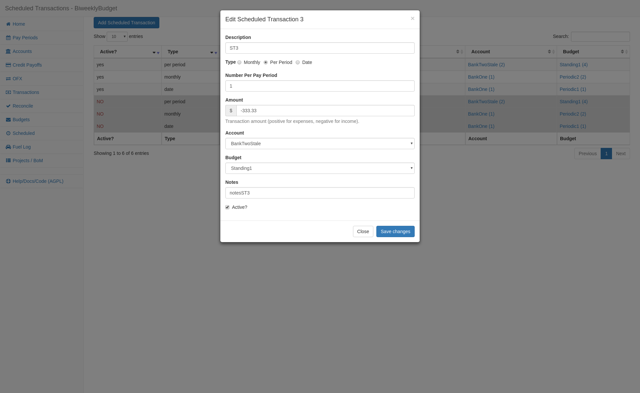 Scheduled Transactions - BiweeklyBudget
Home
Pay Periods
Accounts
Credit Payoffs
OFX
Transactions
Reconcile
Budgets
Scheduled
Fuel Log
Projects / BoM
Help/Docs/Code (AGPL)
Add Scheduled Transaction
Show 10 entries
Search:
Active? Type Account Budget
yes per period BankTwoStale (2) Standing1 (4)
yes monthly BankOne (1) Periodic2 (2)
yes date BankOne (1) Periodic1 (1)
NO per period BankTwoStale (2) Standing1 (4)
NO monthly BankOne (1) Periodic2 (2)
NO date BankOne (1) Periodic1 (1)
Active? Type Account Budget
Showing 1 to 6 of 6 entries
Previous 1 Next
Edit Scheduled Transaction 3
×
Description
ST3
Type Monthly Per Period Date
Number Per Pay Period
1
Amount
$ -333.33
Transaction amount (positive for expenses, negative for income).
Account
BankTwoStale
Budget
Standing1
Notes
notesST3
Active?
Close Save changes